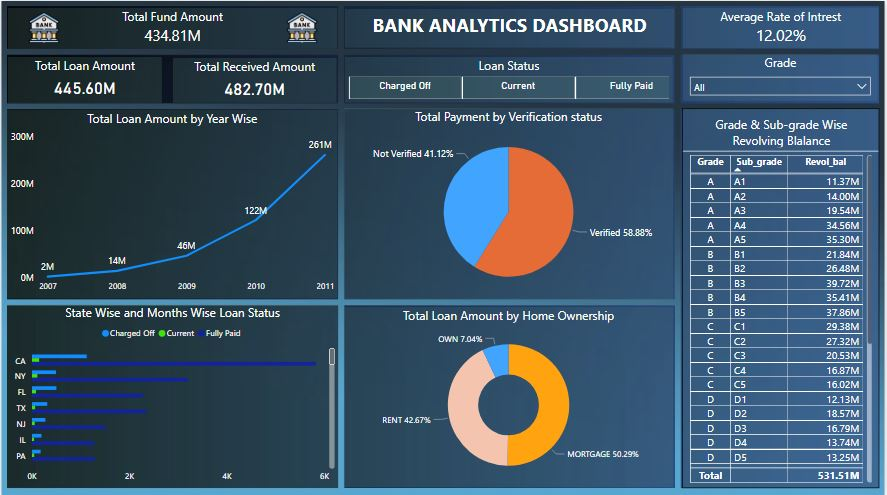 BANK
Total Fund Amount
434.81M
BANK
BANK ANALYTICS DASHBOARD
Average Rate of Intrest
12.02%
Total Loan Amount
445.60M
Total Received Amount
482.70M
Loan Status
Charged Off Current Fully Paid
Grade
All
Total Loan Amount by Year Wise
300M
200M
100M
0M
2M
14M
46M
122M
261M
2007 2008 2009 2010 2011
Total Payment by Verification status
Not Verified 41.12%
Verified 58.88%
Grade & Sub-grade Wise
Revolving Blalance
Grade Sub_grade Revol_bal
A A1 11.37M
A A2 14.00M
A A3 19.54M
A A4 34.56M
A A5 35.30M
B B1 21.84M
B B2 26.48M
B B3 39.72M
B B4 35.41M
B B5 37.86M
C C1 29.38M
C C2 27.32M
C C3 20.53M
C C4 16.87M
C C5 16.02M
D D1 12.13M
D D2 18.57M
D D3 16.79M
D D4 13.74M
D D5 13.25M
Total 531.51M
State Wise and Months Wise Loan Status
Charged Off Current Fully Paid
CA
NY
FL
TX
NJ
IL
PA
0K 2K 4K 6K
Total Loan Amount by Home Ownership
OWN 7.04%
RENT 42.67%
MORTGAGE 50.29%